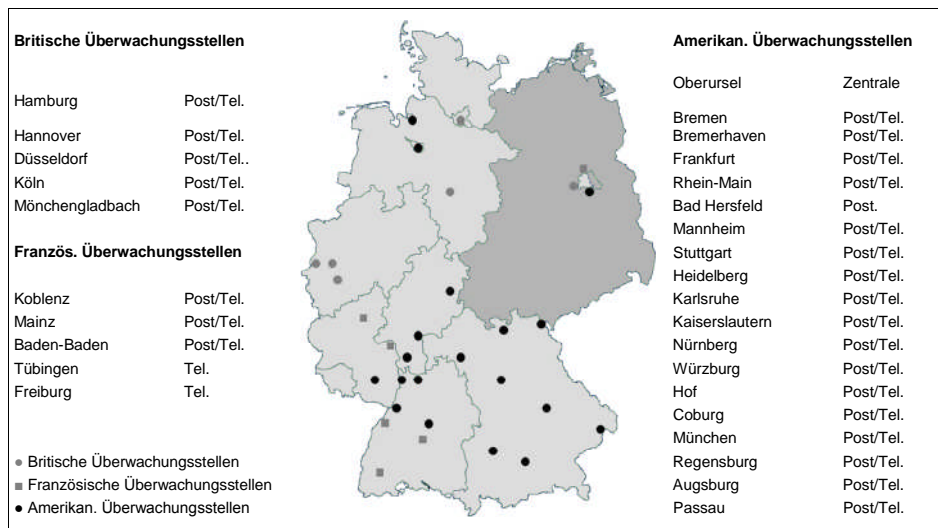 Britische Überwachungsstellen
Hamburg Post/Tel.
Hannover Post/Tel.
Düsseldorf Post/Tel..
Köln Post/Tel.
Mönchengladbach Post/Tel.
Französ. Überwachungsstellen
Koblenz Post/Tel.
Mainz Post/Tel.
Baden-Baden Post/Tel.
Tübingen Tel.
Freiburg Tel.
Britische Überwachungsstellen
Französische Überwachungsstellen
Amerikan. Überwachungsstellen
Amerikan. Überwachungsstellen
Oberursel Zentrale
Bremen Post/Tel.
Bremerhaven Post/Tel.
Frankfurt Post/Tel.
Rhein-Main Post/Tel.
Bad Hersfeld Post.
Mannheim Post/Tel.
Stuttgart Post/Tel.
Heidelberg Post/Tel.
Karlsruhe Post/Tel.
Kaiserslautern Post/Tel.
Nürnberg Post/Tel.
Würzburg Post/Tel.
Hof Post/Tel.
Coburg Post/Tel.
München Post/Tel.
Regensburg Post/Tel.
Augsburg Post/Tel.
Passau Post/Tel.